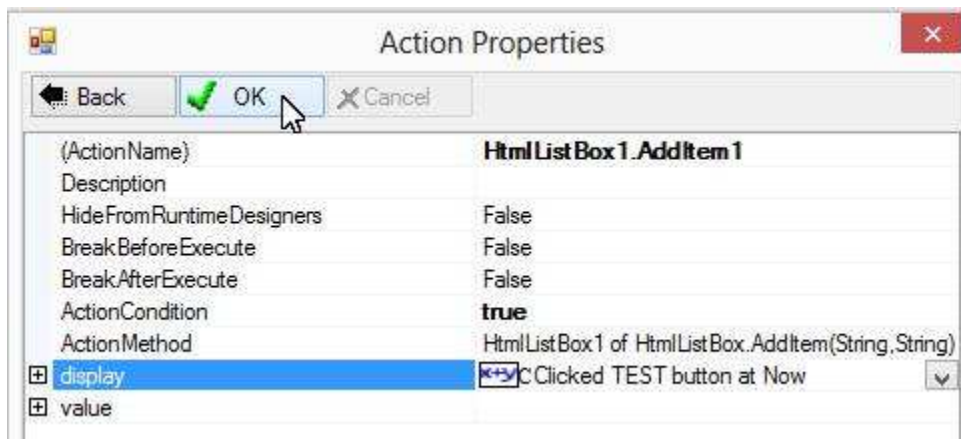 Action Properties
Back OK Cancel
(ActionName) HtmlListBox1.AddItem1
Description
HideFromRuntimeDesigners False
BreakBeforeExecute False
BreakAfterExecute False
ActionCondition true
ActionMethod HtmlListBox1 of HtmlListBox.AddItem(String,String)
display x+y CClicked TEST button at Now
value